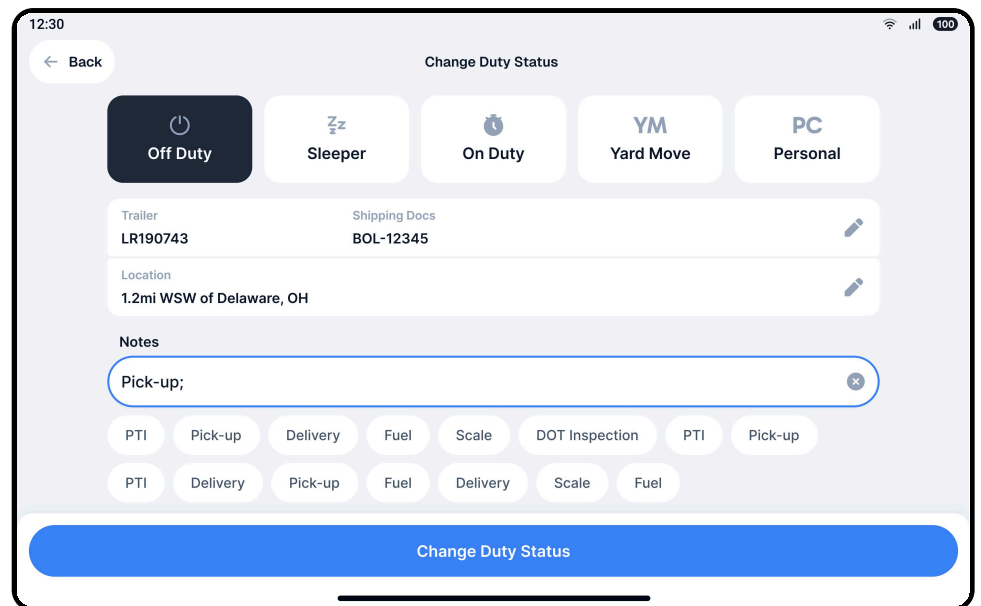 12:30
100
Back
Change Duty Status
Off Duty
Zzz
Sleeper
On Duty
YM
Yard Move
PC
Personal
Trailer
Shipping Docs
LR190743
BOL-12345
Location
1.2mi WSW of Delaware, OH
Notes
Pick-up;
PTI Pick-up Delivery Fuel Scale DOT Inspection PTI Pick-up
PTI Delivery Pick-up Fuel Delivery Scale Fuel
Change Duty Status